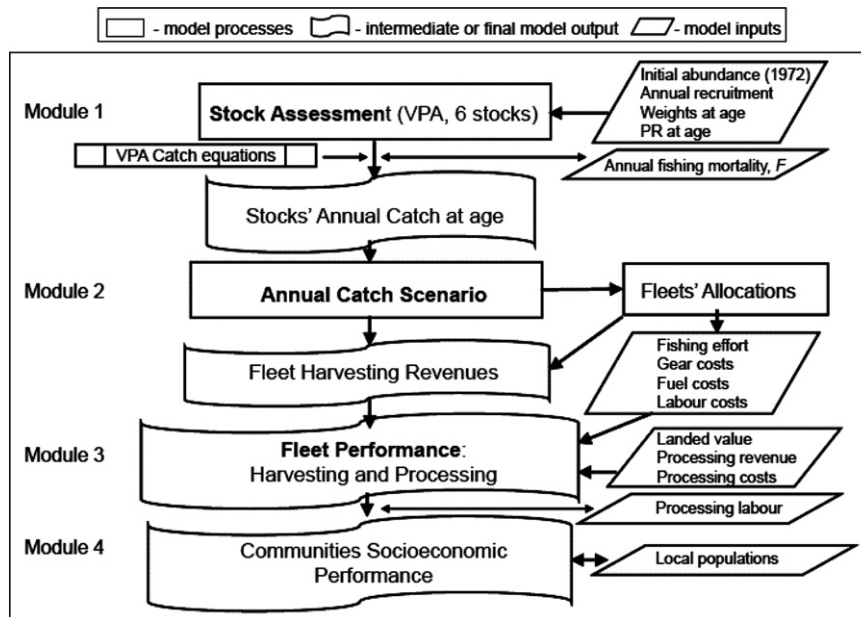 - model processes - intermediate or final model output - model inputs
Module 1
Stock Assessment (VPA, 6 stocks)
Initial abundance (1972)
Annual recruitment
Weights at age
PR at age
VPA Catch equations
Annual fishing mortality, F
Stocks' Annual Catch at age
Module 2
Annual Catch Scenario
Fleets' Allocations
Fleet Harvesting Revenues
Fishing effort
Gear costs
Fuel costs
Labour costs
Module 3
Fleet Performance:
Harvesting and Processing
Landed value
Processing revenue
Processing costs
Processing labour
Module 4
Communities Socioeconomic
Performance
Local populations